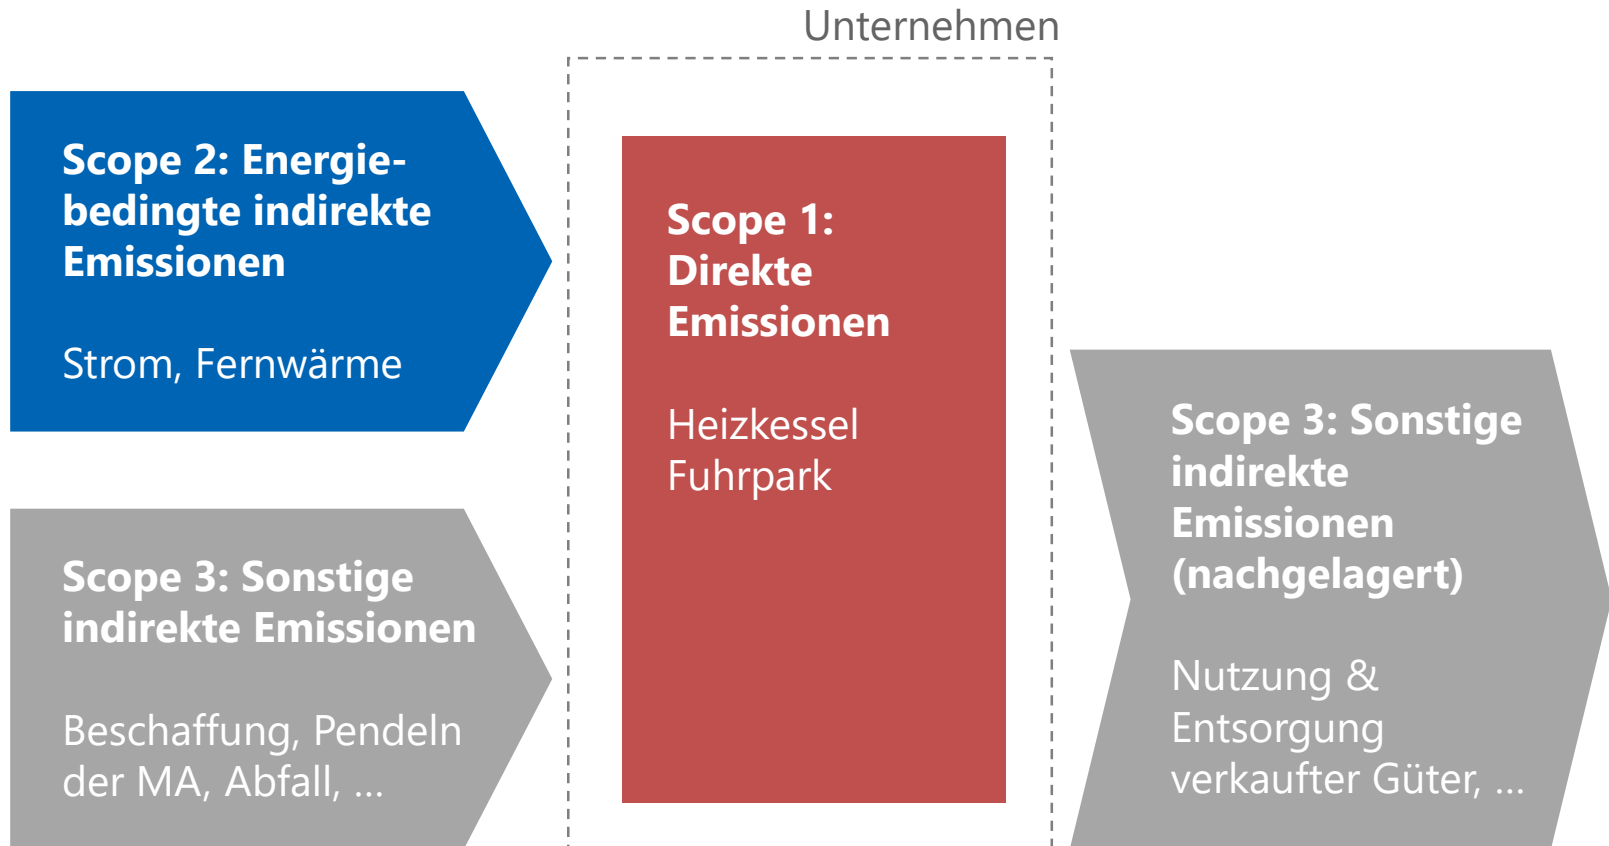 Unternehmen
Scope 2: Energie-
bedingte indirekte
Emissionen
Strom, Fernwärme
Scope 3: Sonstige
indirekte Emissionen
Beschaffung, Pendeln
der MA, Abfall, ...
Scope 1:
Direkte
Emissionen
Heizkessel
Fuhrpark
Scope 3: Sonstige
indirekte
Emissionen
(nachgelagert)
Nutzung &
Entsorgung
verkaufter Güter, ...